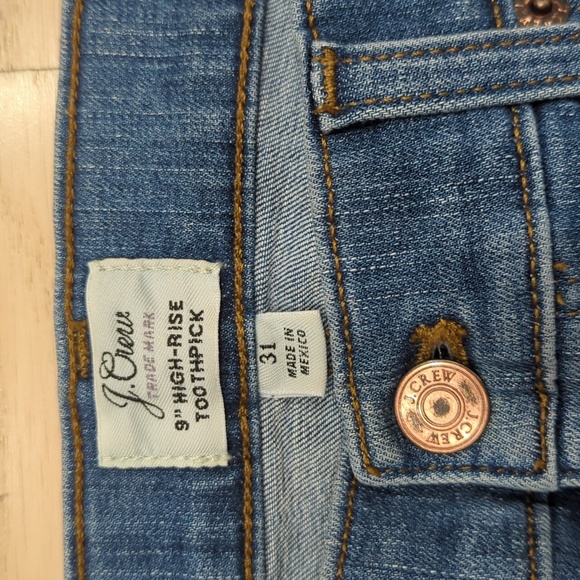 J.Crew
TRADE MARK
9" HIGH-RISE
TOOTHPICK
31
MADE IN
MEXICO
J.CREW
J.CREW